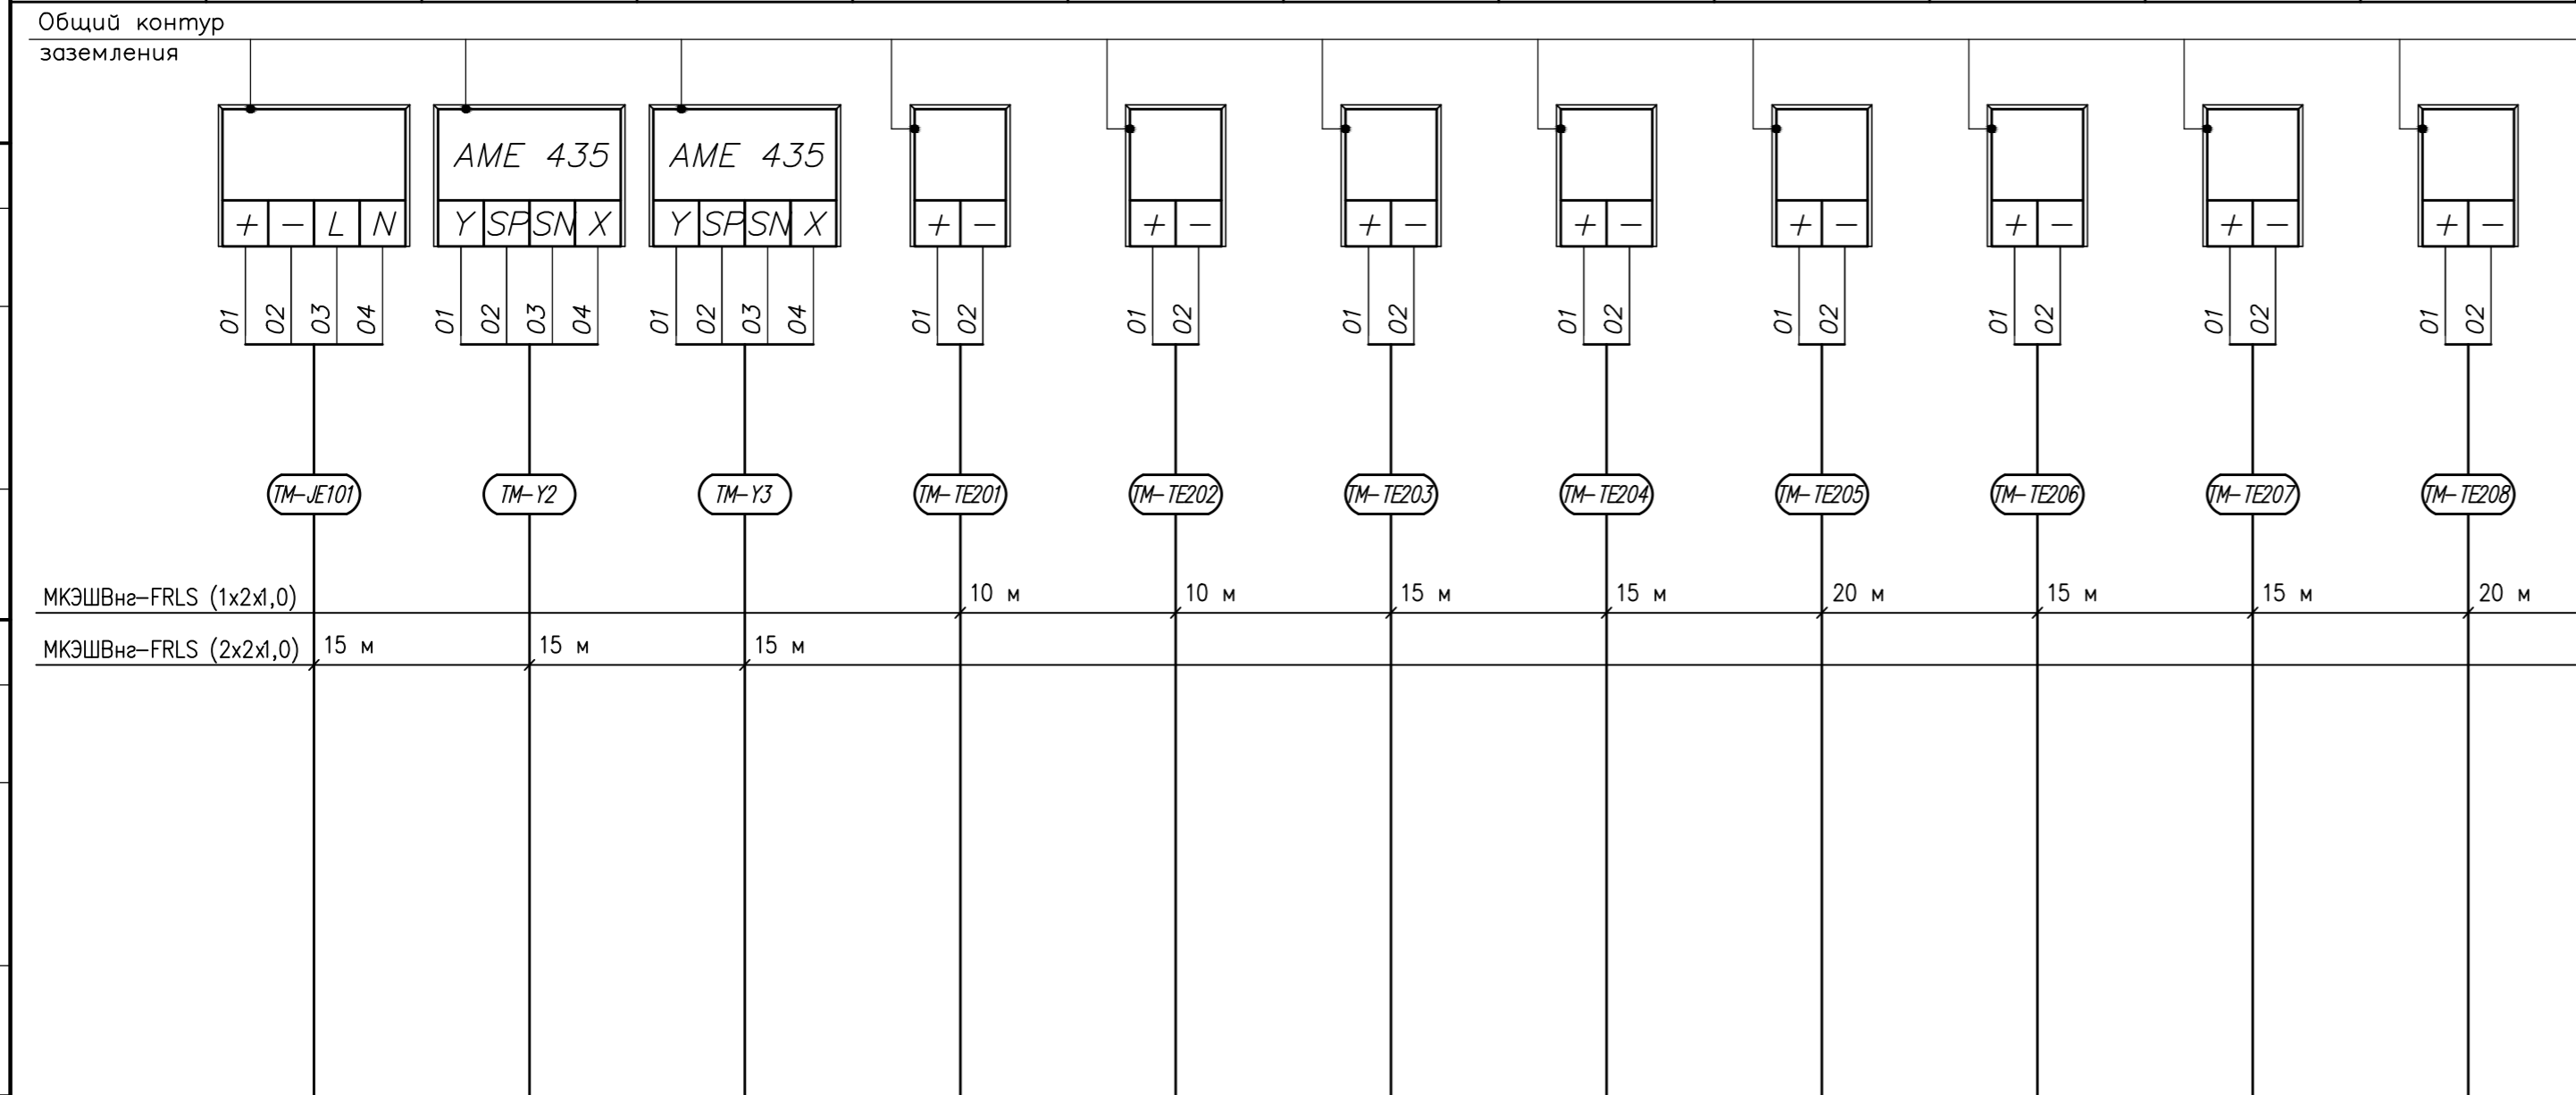 Общий контур
заземления
AME 435 AME 435
+ - L N Y SP SN X Y SP SN X + - + - + - + - + - + - + - + -
01 02 03 04 01 02 03 04 01 02 03 04 01 02 01 02 01 02 01 02 01 02 01 02 01 02 01 02
TM-JE101 TM-Y2 TM-Y3 TM-TE201 TM-TE202 TM-TE203 TM-TE204 TM-TE205 TM-TE206 TM-TE207 TM-TE208
МКЭШВнг-FRLS (1x2x1,0) 10 м 10 м 15 м 15 м 20 м 15 м 15 м 20 м
МКЭШВнг-FRLS (2x2x1,0) 15 м 15 м 15 м